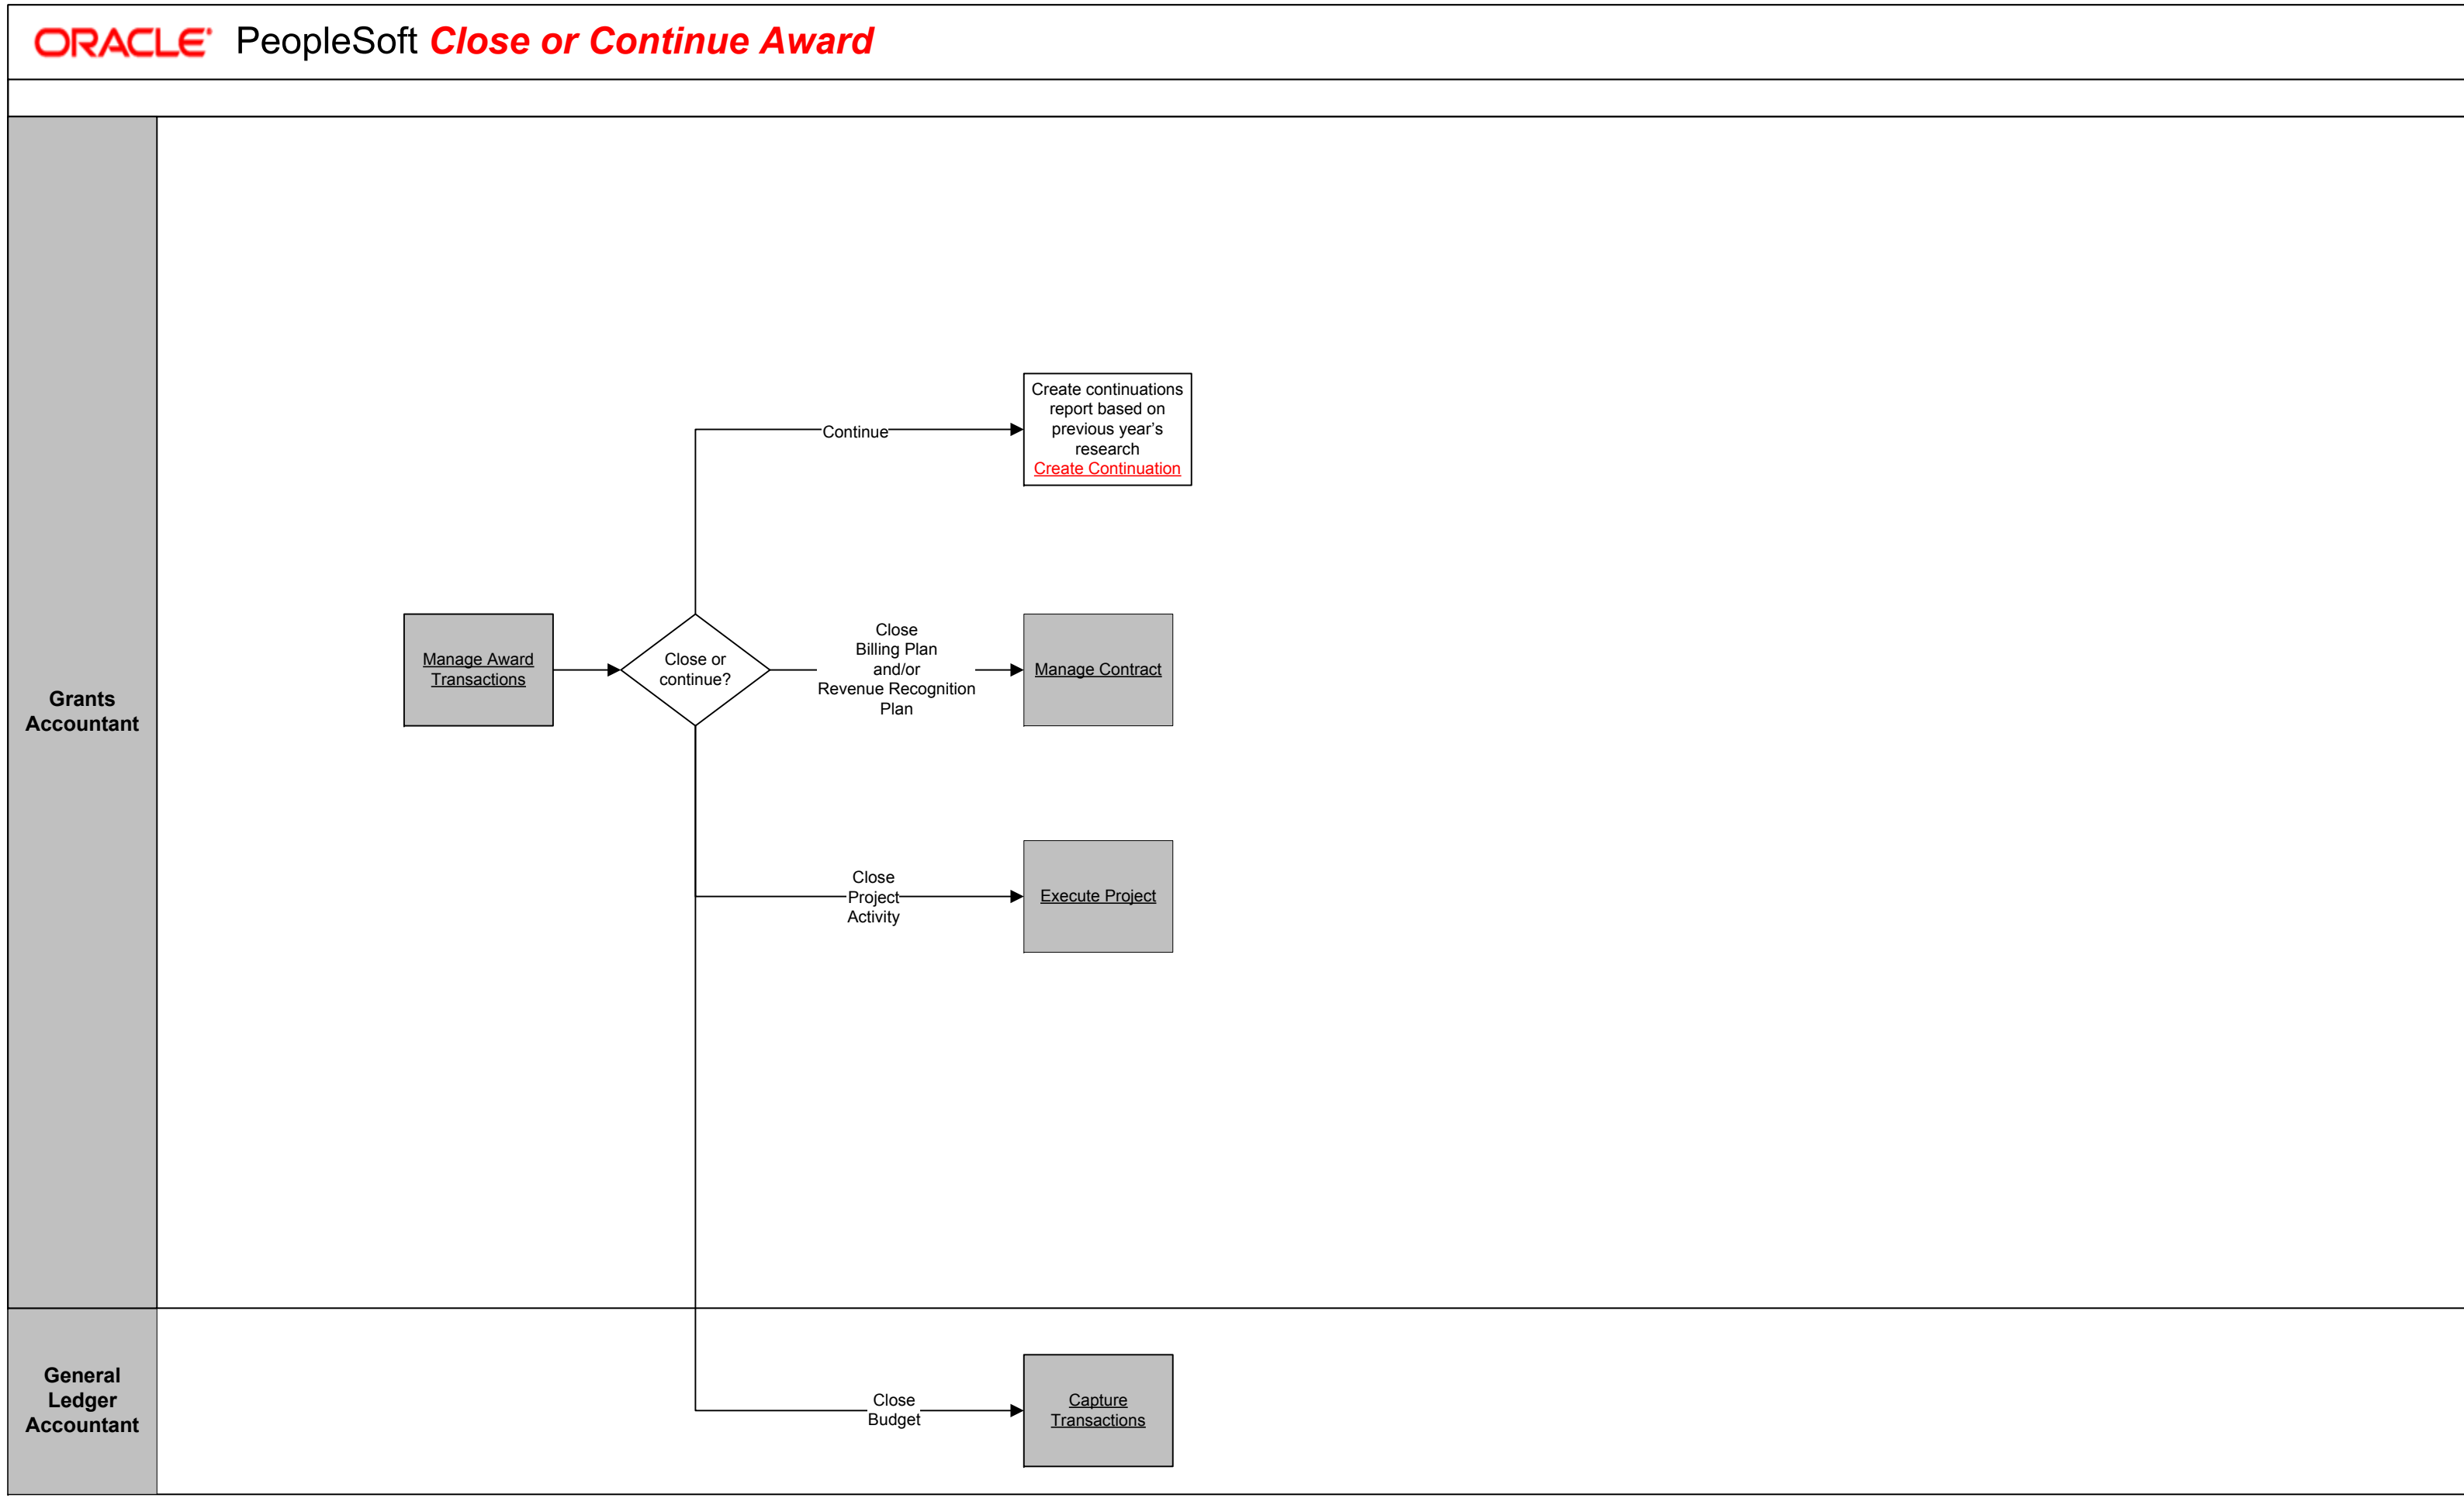 ORACLE® PeopleSoft Close or Continue Award
Grants
Accountant
Create continuations
report based on
previous year's
research
Create Continuation
Continue
Manage Award
Transactions
Close or
continue?
Close
Billing Plan
and/or
Revenue Recognition
Plan
Manage Contract
Close
Project
Activity
Execute Project
General
Ledger
Accountant
Close
Budget
Capture
Transactions